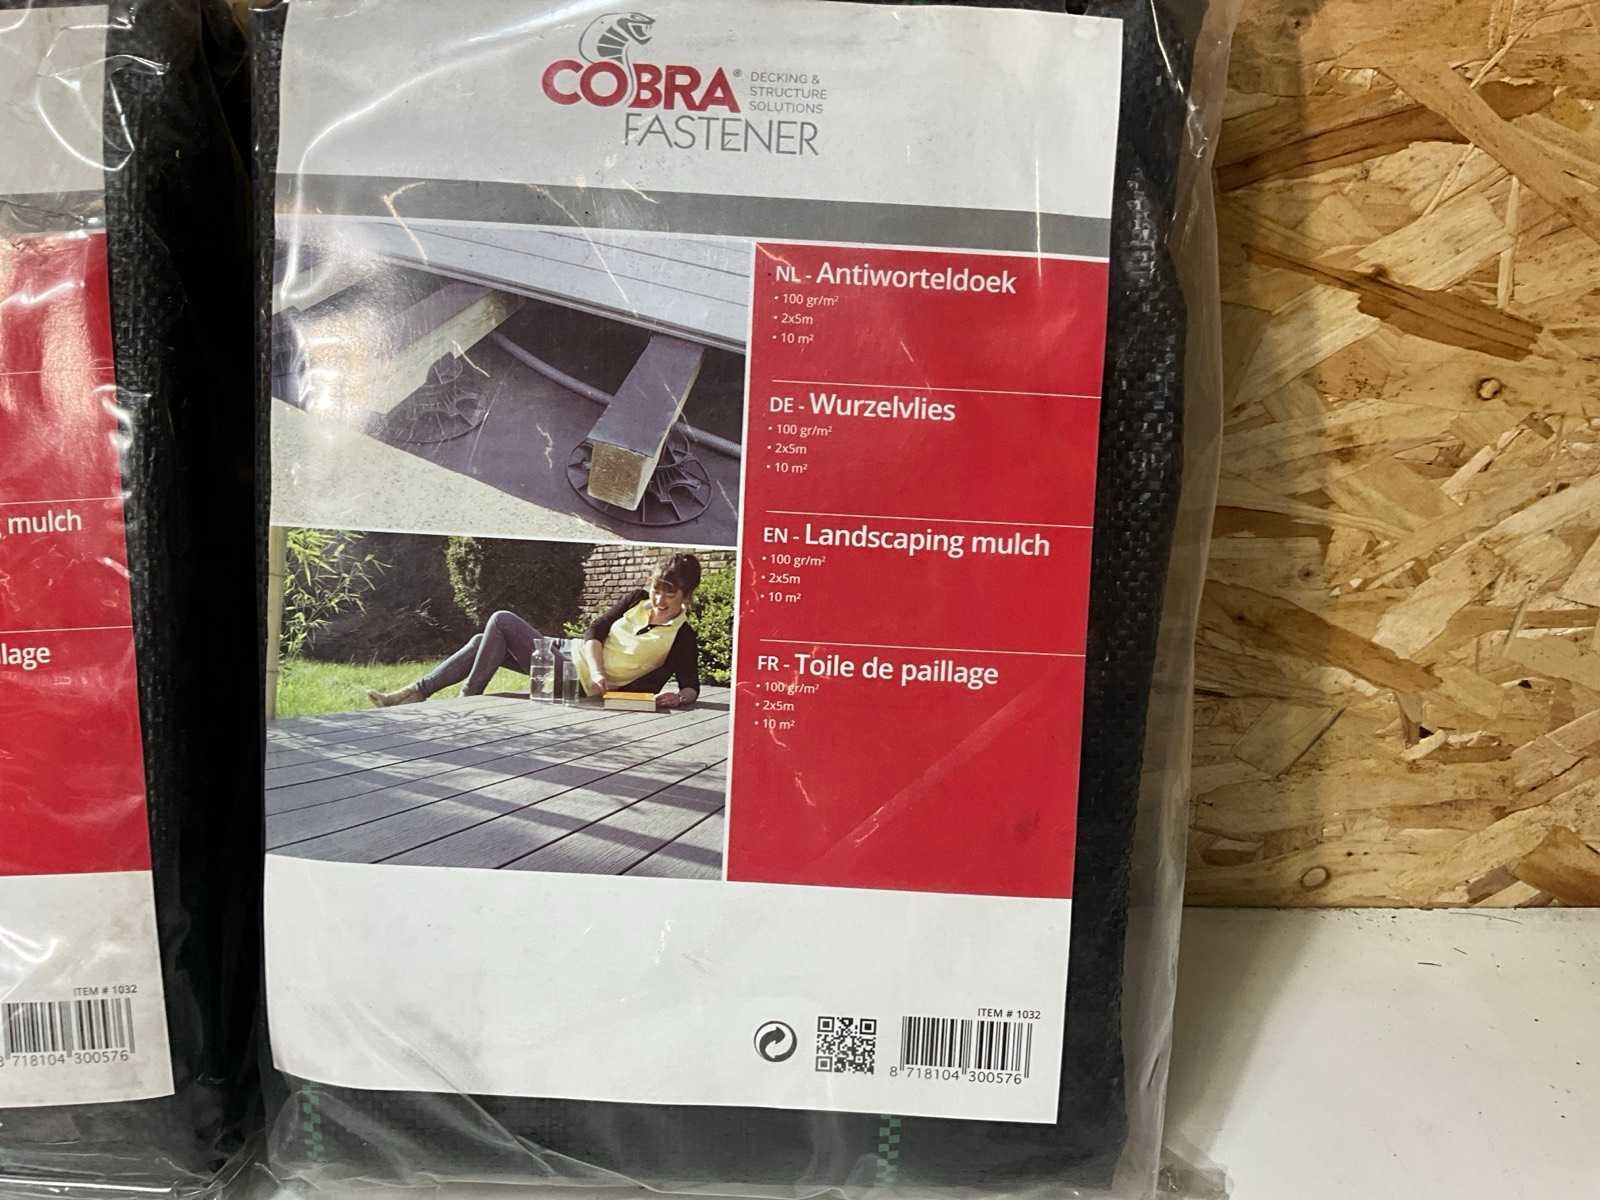 COBRA® DECKING &
STRUCTURE
SOLUTIONS
FASTENER
NL - Antiworteldoek
• 100 gr/m²
• 2x5m
• 10 m²
DE - Wurzelvlies
• 100 gr/m²
• 2x5m
• 10 m²
EN - Landscaping mulch
• 100 gr/m²
• 2x5m
• 10 m²
FR - Toile de paillage
• 100 gr/m²
• 2x5m
• 10 m²
ITEM # 1032
8 718104 300576
mulch
ITEM # 1032
8 718104 300576